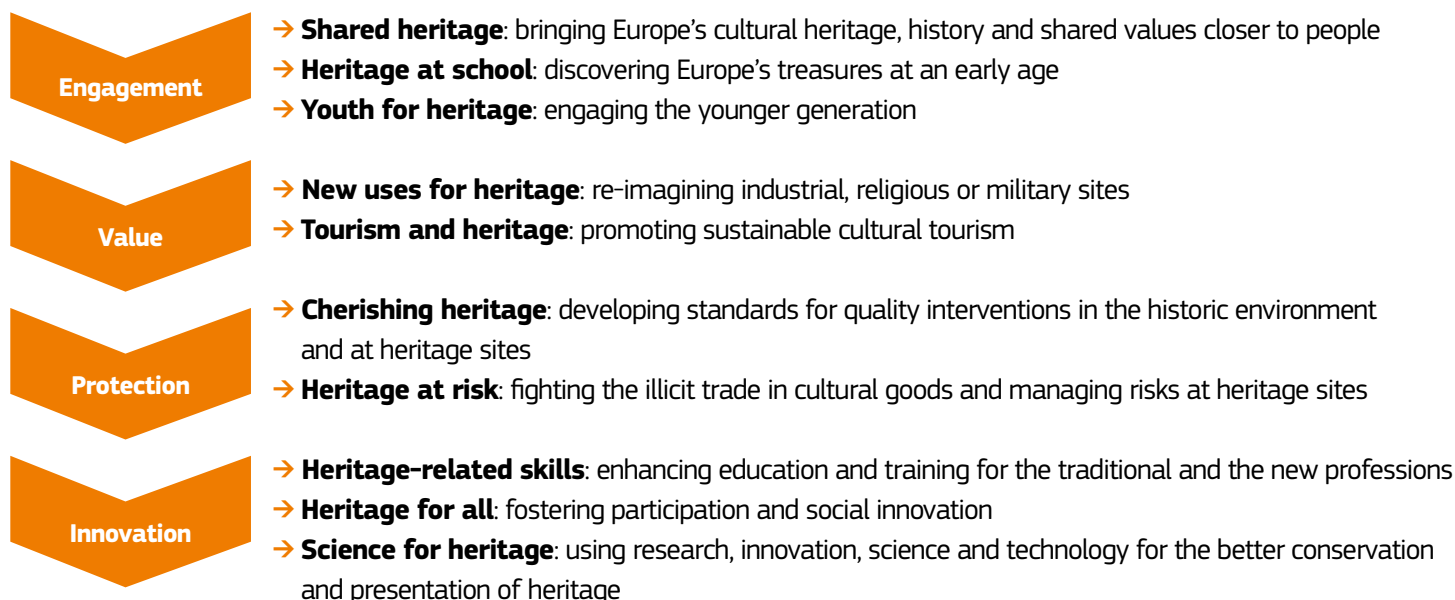 Engagement
→ Shared heritage: bringing Europe's cultural heritage, history and shared values closer to people
→ Heritage at school: discovering Europe's treasures at an early age
→ Youth for heritage: engaging the younger generation
Value
→ New uses for heritage: re-imagining industrial, religious or military sites
→ Tourism and heritage: promoting sustainable cultural tourism
Protection
→ Cherishing heritage: developing standards for quality interventions in the historic environment
and at heritage sites
→ Heritage at risk: fighting the illicit trade in cultural goods and managing risks at heritage sites
Innovation
→ Heritage-related skills: enhancing education and training for the traditional and the new professions
→ Heritage for all: fostering participation and social innovation
→ Science for heritage: using research, innovation, science and technology for the better conservation
and presentation of heritage